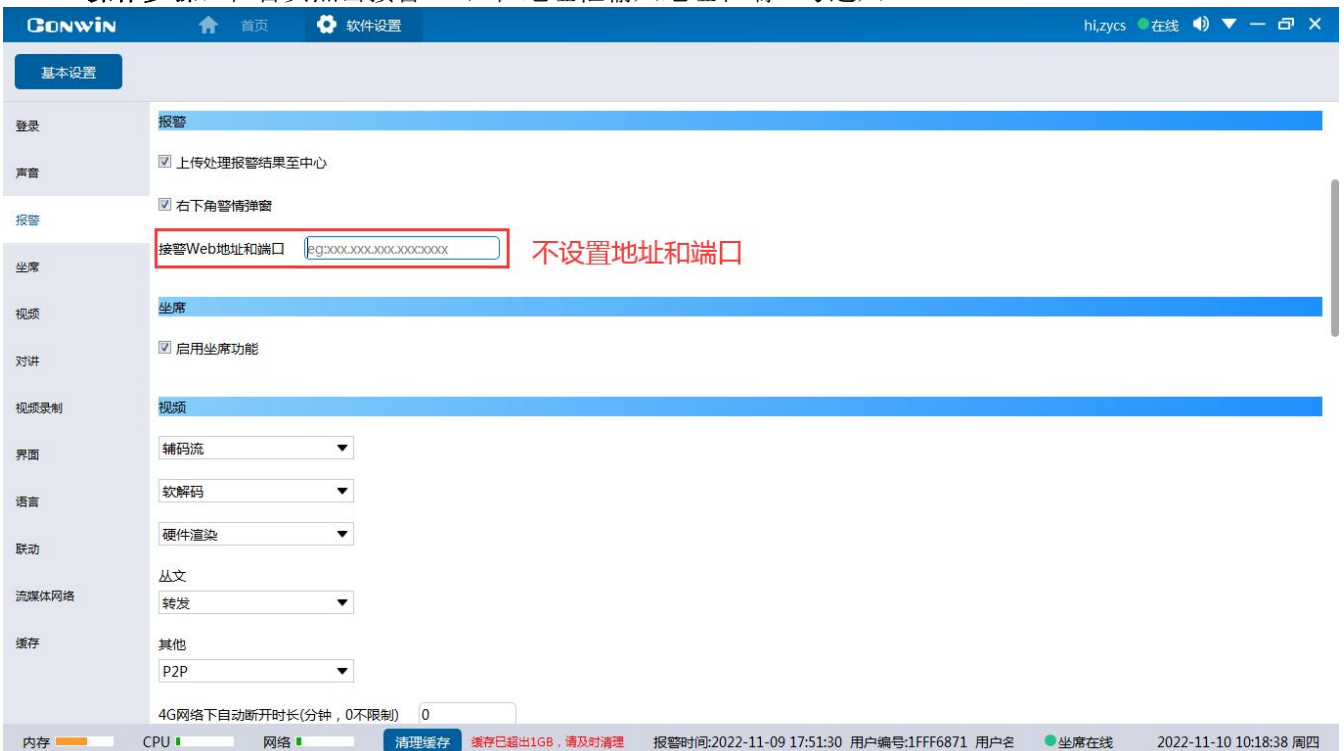 CONWIN 首页 软件设置 hi,zycs 在线
基本设置
登录
声音
报警
坐席
视频
对讲
视频录制
界面
语言
联动
流媒体网络
缓存
报警
上传处理报警结果至中心
右下角警情弹窗
接警Web地址和端口 eg:xxx.xxx.xxx.xxx:xxxx 不设置地址和端口
坐席
启用坐席功能
视频
辅码流
软解码
硬件渲染
丛文
转发
其他
P2P
4G网络下自动断开时长(分钟，0不限制) 0
内存 CPU 网络 清理缓存 缓存已超出1GB，请及时清理 报警时间:2022-11-09 17:51:30 用户编号:1FFF6871 用户名 坐席在线 2022-11-10 10:18:38 周四